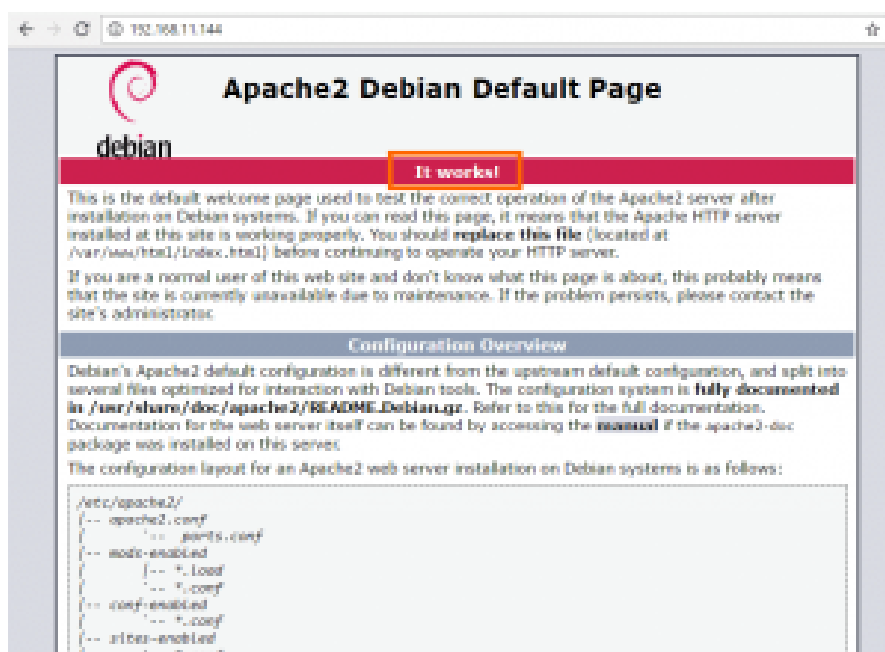 192.168.11.144
debian
Apache2 Debian Default Page
It works!
This is the default welcome page used to test the correct operation of the Apache2 server after
installation on Debian systems. If you can read this page, it means that the Apache HTTP server
installed at this site is working properly. You should replace this file (located at
/var/www/html/index.html) before continuing to operate your HTTP server.
If you are a normal user of this web site and don't know what this page is about, this probably means
that the site is currently unavailable due to maintenance. If the problem persists, please contact the
site's administrator.
Configuration Overview
Debian's Apache2 default configuration is different from the upstream default configuration, and split into
several files optimized for interaction with Debian tools. The configuration system is fully documented
in /usr/share/doc/apache2/README.Debian.gz. Refer to this for the full documentation.
Documentation for the web server itself can be found by accessing the manual if the apache2-doc
package was installed on this server.
The configuration layout for an Apache2 web server installation on Debian systems is as follows:
/etc/apache2/
|-- apache2.conf
|       `--  ports.conf
|-- mods-enabled
|       |-- *.load
|       `-- *.conf
|-- conf-enabled
|       `-- *.conf
|-- sites-enabled